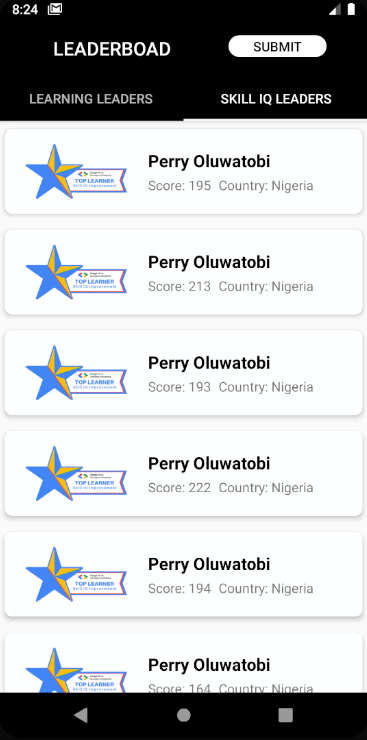 8:24
LEADERBOAD
SUBMIT
LEARNING LEADERS
SKILL IQ LEADERS
Perry Oluwatobi
Score: 195 Country: Nigeria
TOP LEARNER
Perry Oluwatobi
Score: 213 Country: Nigeria
TOP LEARNER
Perry Oluwatobi
Score: 193 Country: Nigeria
TOP LEARNER
Perry Oluwatobi
Score: 222 Country: Nigeria
TOP LEARNER
Perry Oluwatobi
Score: 194 Country: Nigeria
TOP LEARNER
Perry Oluwatobi
Score: 164 Country: Nigeria
TOP LEARNER